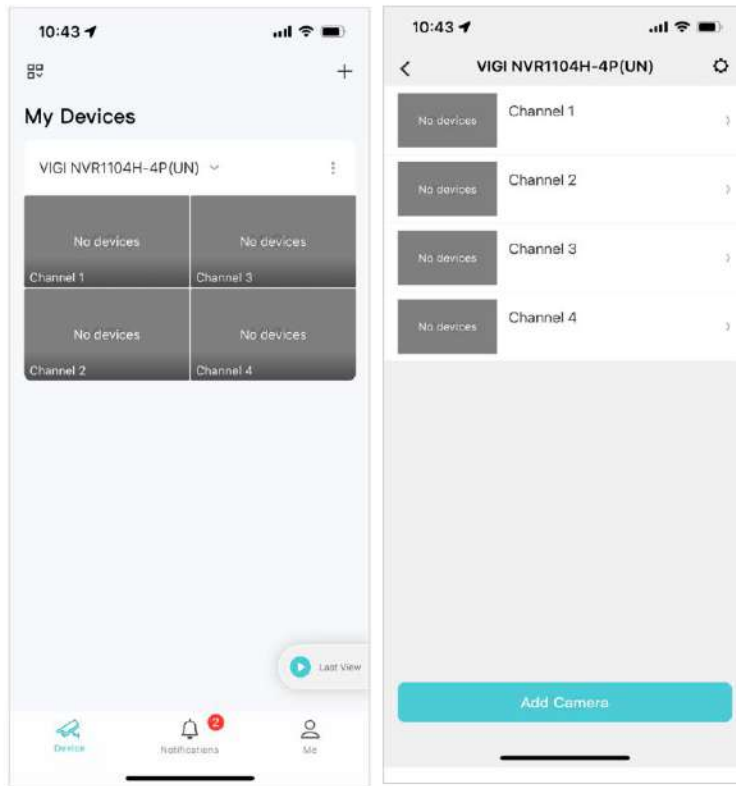 10:43
My Devices
VIGI NVR1104H-4P(UN)
No devices
No devices
Channel 1
Channel 3
No devices
No devices
Channel 2
Channel 4
Last View
2
Device
Notifications
Me
10:43
VIGI NVR1104H-4P(UN)
No devices
Channel 1
No devices
Channel 2
No devices
Channel 3
No devices
Channel 4
Add Camera